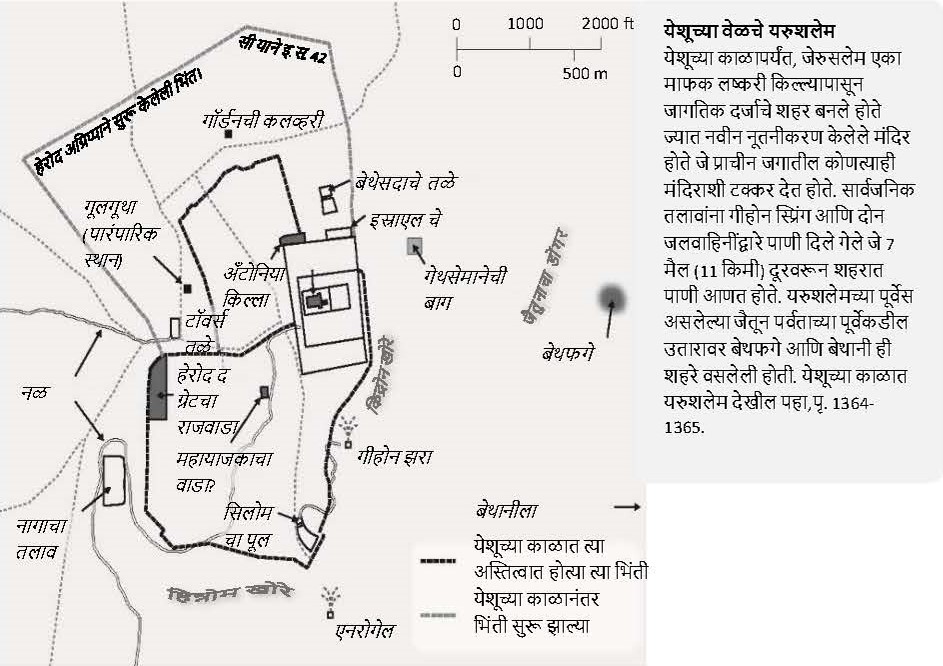 0 1000 2000 ft
0 500 m
सी याने इ. सू. 42
हेरोद अग्रिप्पाने सुरू केलेली भिंत।
गॉर्डनची कलव्हरी
बेथेसदाचे तळे
इस्राएल चे
गूलगूथा
(पारंपारिक
स्थान)
अँटोनिया
किल्ला
गेथसेमानेची
बाग
जैतुनाचा डोंगर
बेथफगे
टॉवर्स
तळे
हेरोद द
ग्रेटचा
राजवाडा
किद्रोन खोरे
नळ
महायाजकाचा
वाडा?
गीहोन झरा
नागाचा
तलाव
सिलोम
चा पूल
हिन्नोम खोरे
एनरोगेल
बेथानीला
येशूच्या काळात त्या
अस्तित्वात होत्या त्या भिंती
येशूच्या काळानंतर
भिंती सुरू झाल्या
येशूच्या वेळचे यरुशलेम
येशूच्या काळापर्यंत, जेरुसलेम एका
माफक लष्करी किल्ल्यापासून
जागतिक दर्जाचे शहर बनले होते
ज्यात नवीन नूतनीकरण केलेले मंदिर
होते जे प्राचीन जगातील कोणत्याही
मंदिराशी टक्कर देत होते. सार्वजनिक
तलावांना गीहोन स्प्रिंग आणि दोन
जलवाहिनींद्वारे पाणी दिले गेले जे 7
मैल (11 किमी) दूरवरून शहरात
पाणी आणत होते. यरुशलेमच्या पूर्वेस
असलेल्या जैतून पर्वताच्या पूर्वेकडील
उतारावर बेथफगे आणि बेथानी ही
शहरे वसलेली होती. येशूच्या काळात
यरुशलेम देखील पहा,पृ. 1364-
1365.